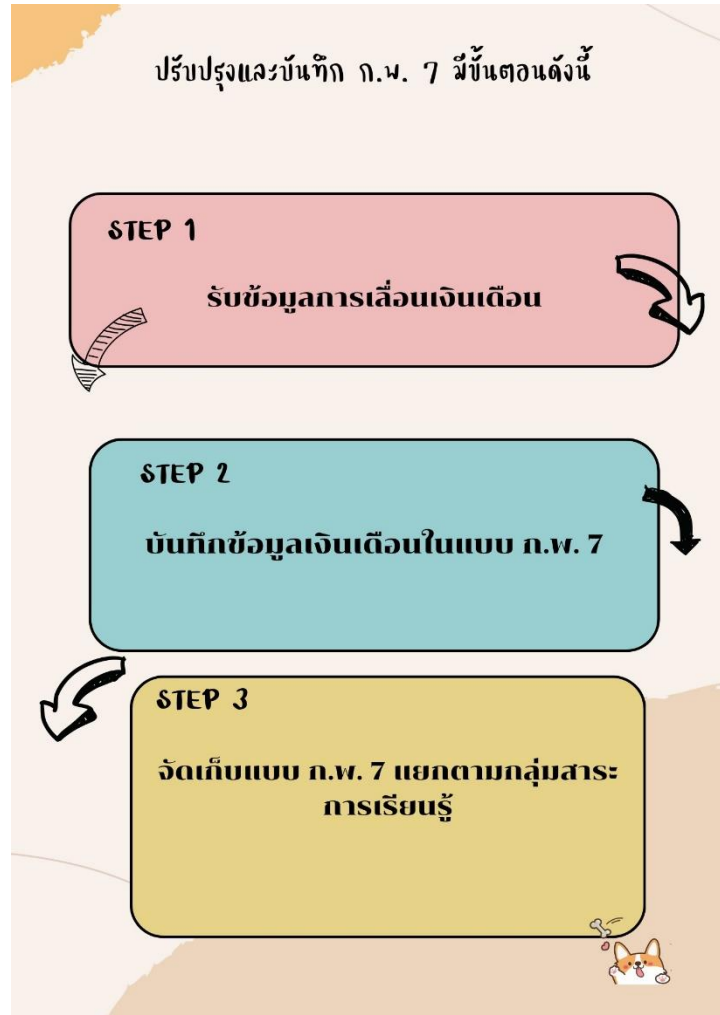 ปรับปรุงและบันทึก ก.พ. 7 มีขั้นตอนดังนี้
STEP 1
รับข้อมูลการเลื่อนเงินเดือน
STEP 2
บันทึกข้อมูลเงินเดือนในแบบ ก.พ. 7
STEP 3
จัดเก็บแบบ ก.พ. 7 แยกตามกลุ่มสาระ
การเรียนรู้